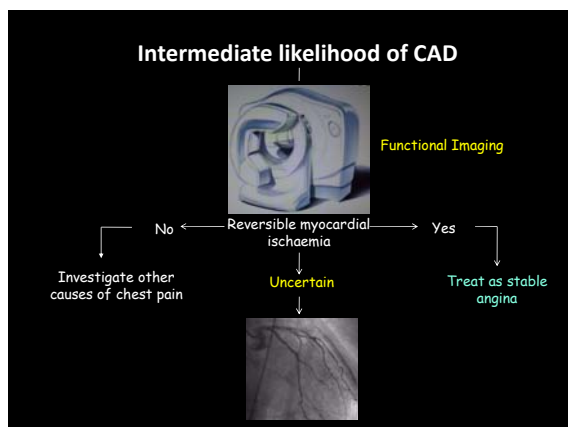 Intermediate likelihood of CAD
Functional Imaging
No
Reversible myocardial
ischaemia
Yes
Investigate other
causes of chest pain
Uncertain
Treat as stable
angina